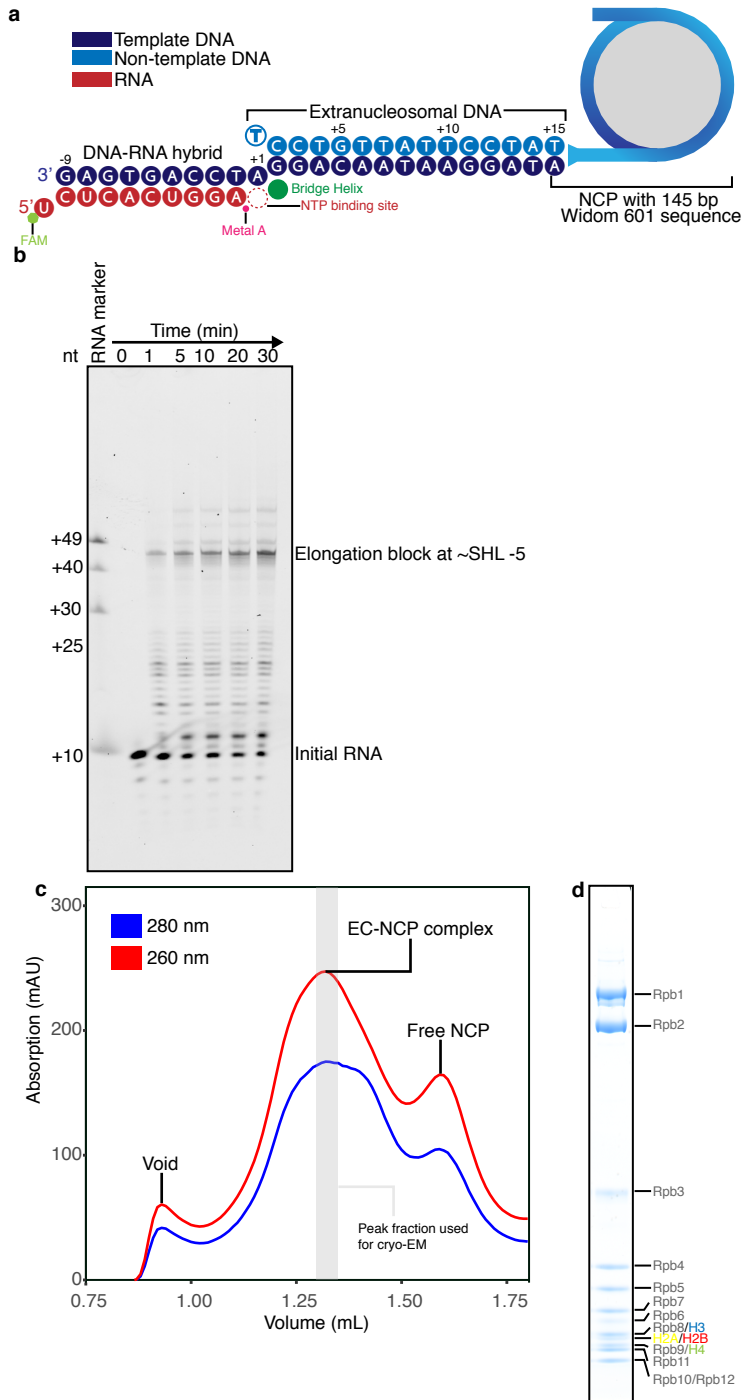 a
Template DNA
Non-template DNA
RNA
Extranucleosomal DNA
+5 +10 +15
T C C T G T T A T T C C T A T
-9 DNA-RNA hybrid +1
3' G A G T G A C C T A G G A C A A T A A G G A T A
5' U C U C A C U G G A
Bridge Helix
NTP binding site
Metal A
FAM
NCP with 145 bp
Widom 601 sequence
b
RNA marker
Time (min)
nt 0 1 5 10 20 30
+49
+40
+30
+25
+10
Elongation block at ~SHL -5
Initial RNA
c
280 nm
260 nm
EC-NCP complex
Free NCP
Void
Peak fraction used
for cryo-EM
Absorption (mAU)
300
200
100
0
0.75 1.00 1.25 1.50 1.75
Volume (mL)
d
Rpb1
Rpb2
Rpb3
Rpb4
Rpb5
Rpb7
Rpb6
Rpb8/H3
H2A/H2B
Rpb9/H4
Rpb11
Rpb10/Rpb12